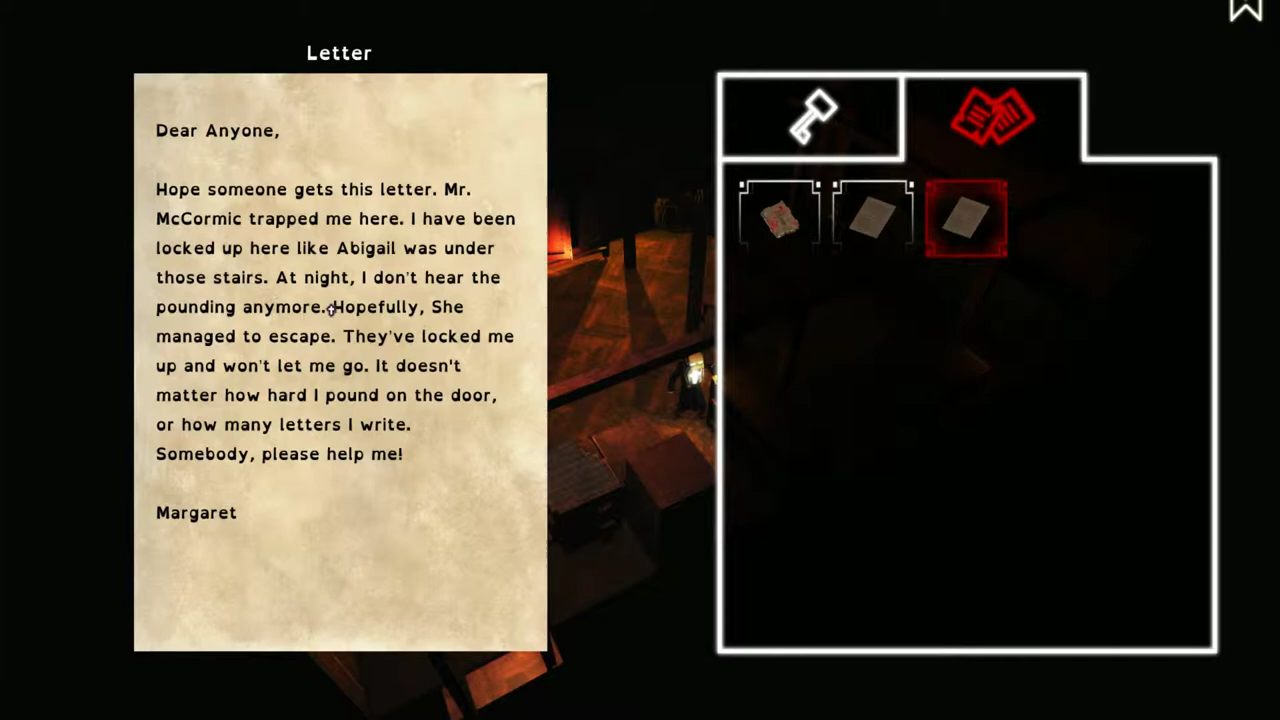 Letter
Dear Anyone,
Hope someone gets this letter. Mr.
McCormic trapped me here. I have been
locked up here like Abigail was under
those stairs. At night, I don't hear the
pounding anymore. Hopefully, She
managed to escape. They've locked me
up and won't let me go. It doesn't
matter how hard I pound on the door,
or how many letters I write.
Somebody, please help me!
Margaret